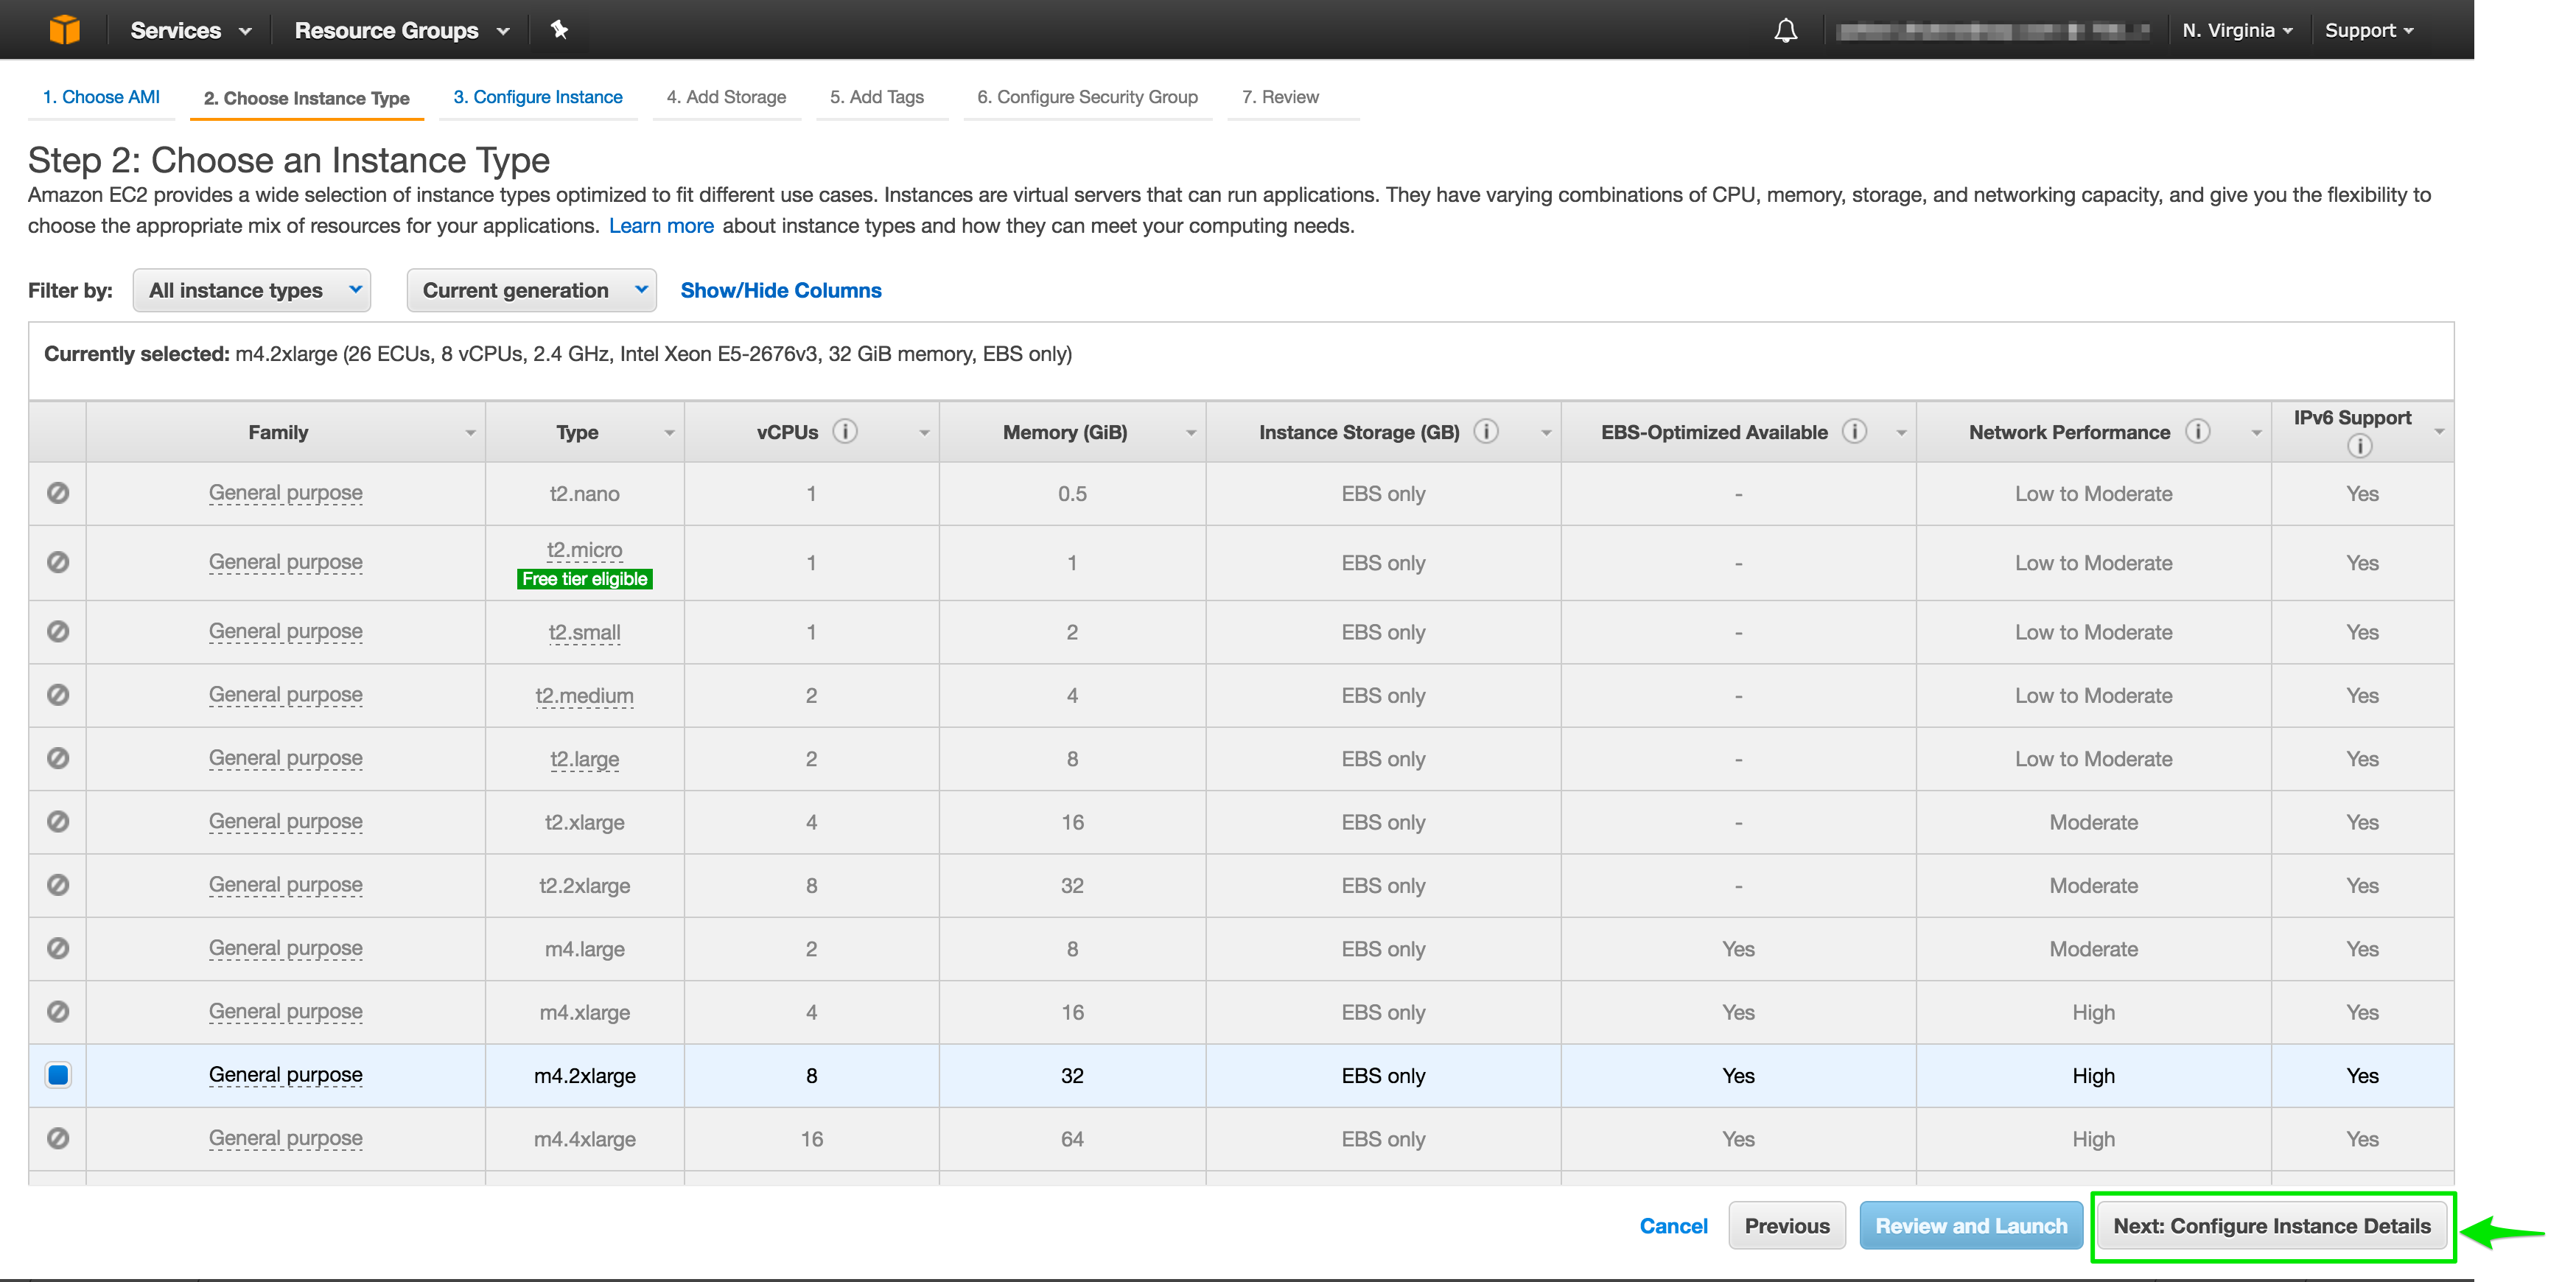 Services Resource Groups N. Virginia Support
1. Choose AMI 2. Choose Instance Type 3. Configure Instance 4. Add Storage 5. Add Tags 6. Configure Security Group 7. Review
Step 2: Choose an Instance Type
Amazon EC2 provides a wide selection of instance types optimized to fit different use cases. Instances are virtual servers that can run applications. They have varying combinations of CPU, memory, storage, and networking capacity, and give you the flexibility to
choose the appropriate mix of resources for your applications. Learn more about instance types and how they can meet your computing needs.
Filter by: All instance types Current generation Show/Hide Columns
Currently selected: m4.2xlarge (26 ECUs, 8 vCPUs, 2.4 GHz, Intel Xeon E5-2676v3, 32 GiB memory, EBS only)
Family Type vCPUs Memory (GiB) Instance Storage (GB) EBS-Optimized Available Network Performance IPv6 Support
General purpose t2.nano 1 0.5 EBS only - Low to Moderate Yes
General purpose t2.micro 1 1 EBS only - Low to Moderate Yes
Free tier eligible
General purpose t2.small 1 2 EBS only - Low to Moderate Yes
General purpose t2.medium 2 4 EBS only - Low to Moderate Yes
General purpose t2.large 2 8 EBS only - Low to Moderate Yes
General purpose t2.xlarge 4 16 EBS only - Moderate Yes
General purpose t2.2xlarge 8 32 EBS only - Moderate Yes
General purpose m4.large 2 8 EBS only Yes Moderate Yes
General purpose m4.xlarge 4 16 EBS only Yes High Yes
General purpose m4.2xlarge 8 32 EBS only Yes High Yes
General purpose m4.4xlarge 16 64 EBS only Yes High Yes
Cancel Previous Review and Launch Next: Configure Instance Details